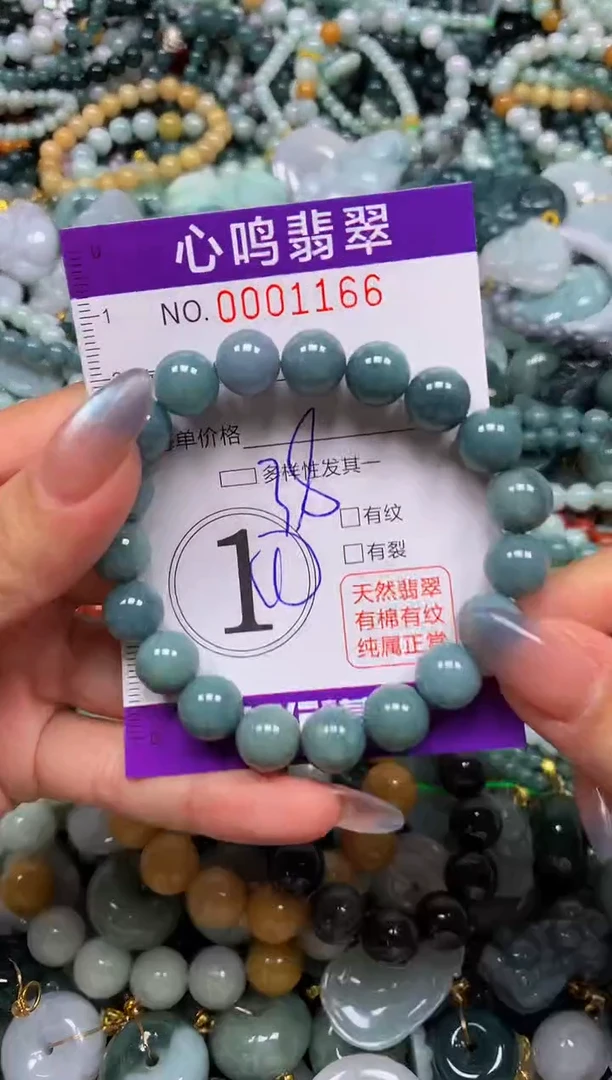 心鸣翡翠
NO.0001166
单价格
多样性发其一
1
有纹
有裂
天然翡翠
有棉有纹
纯属正常